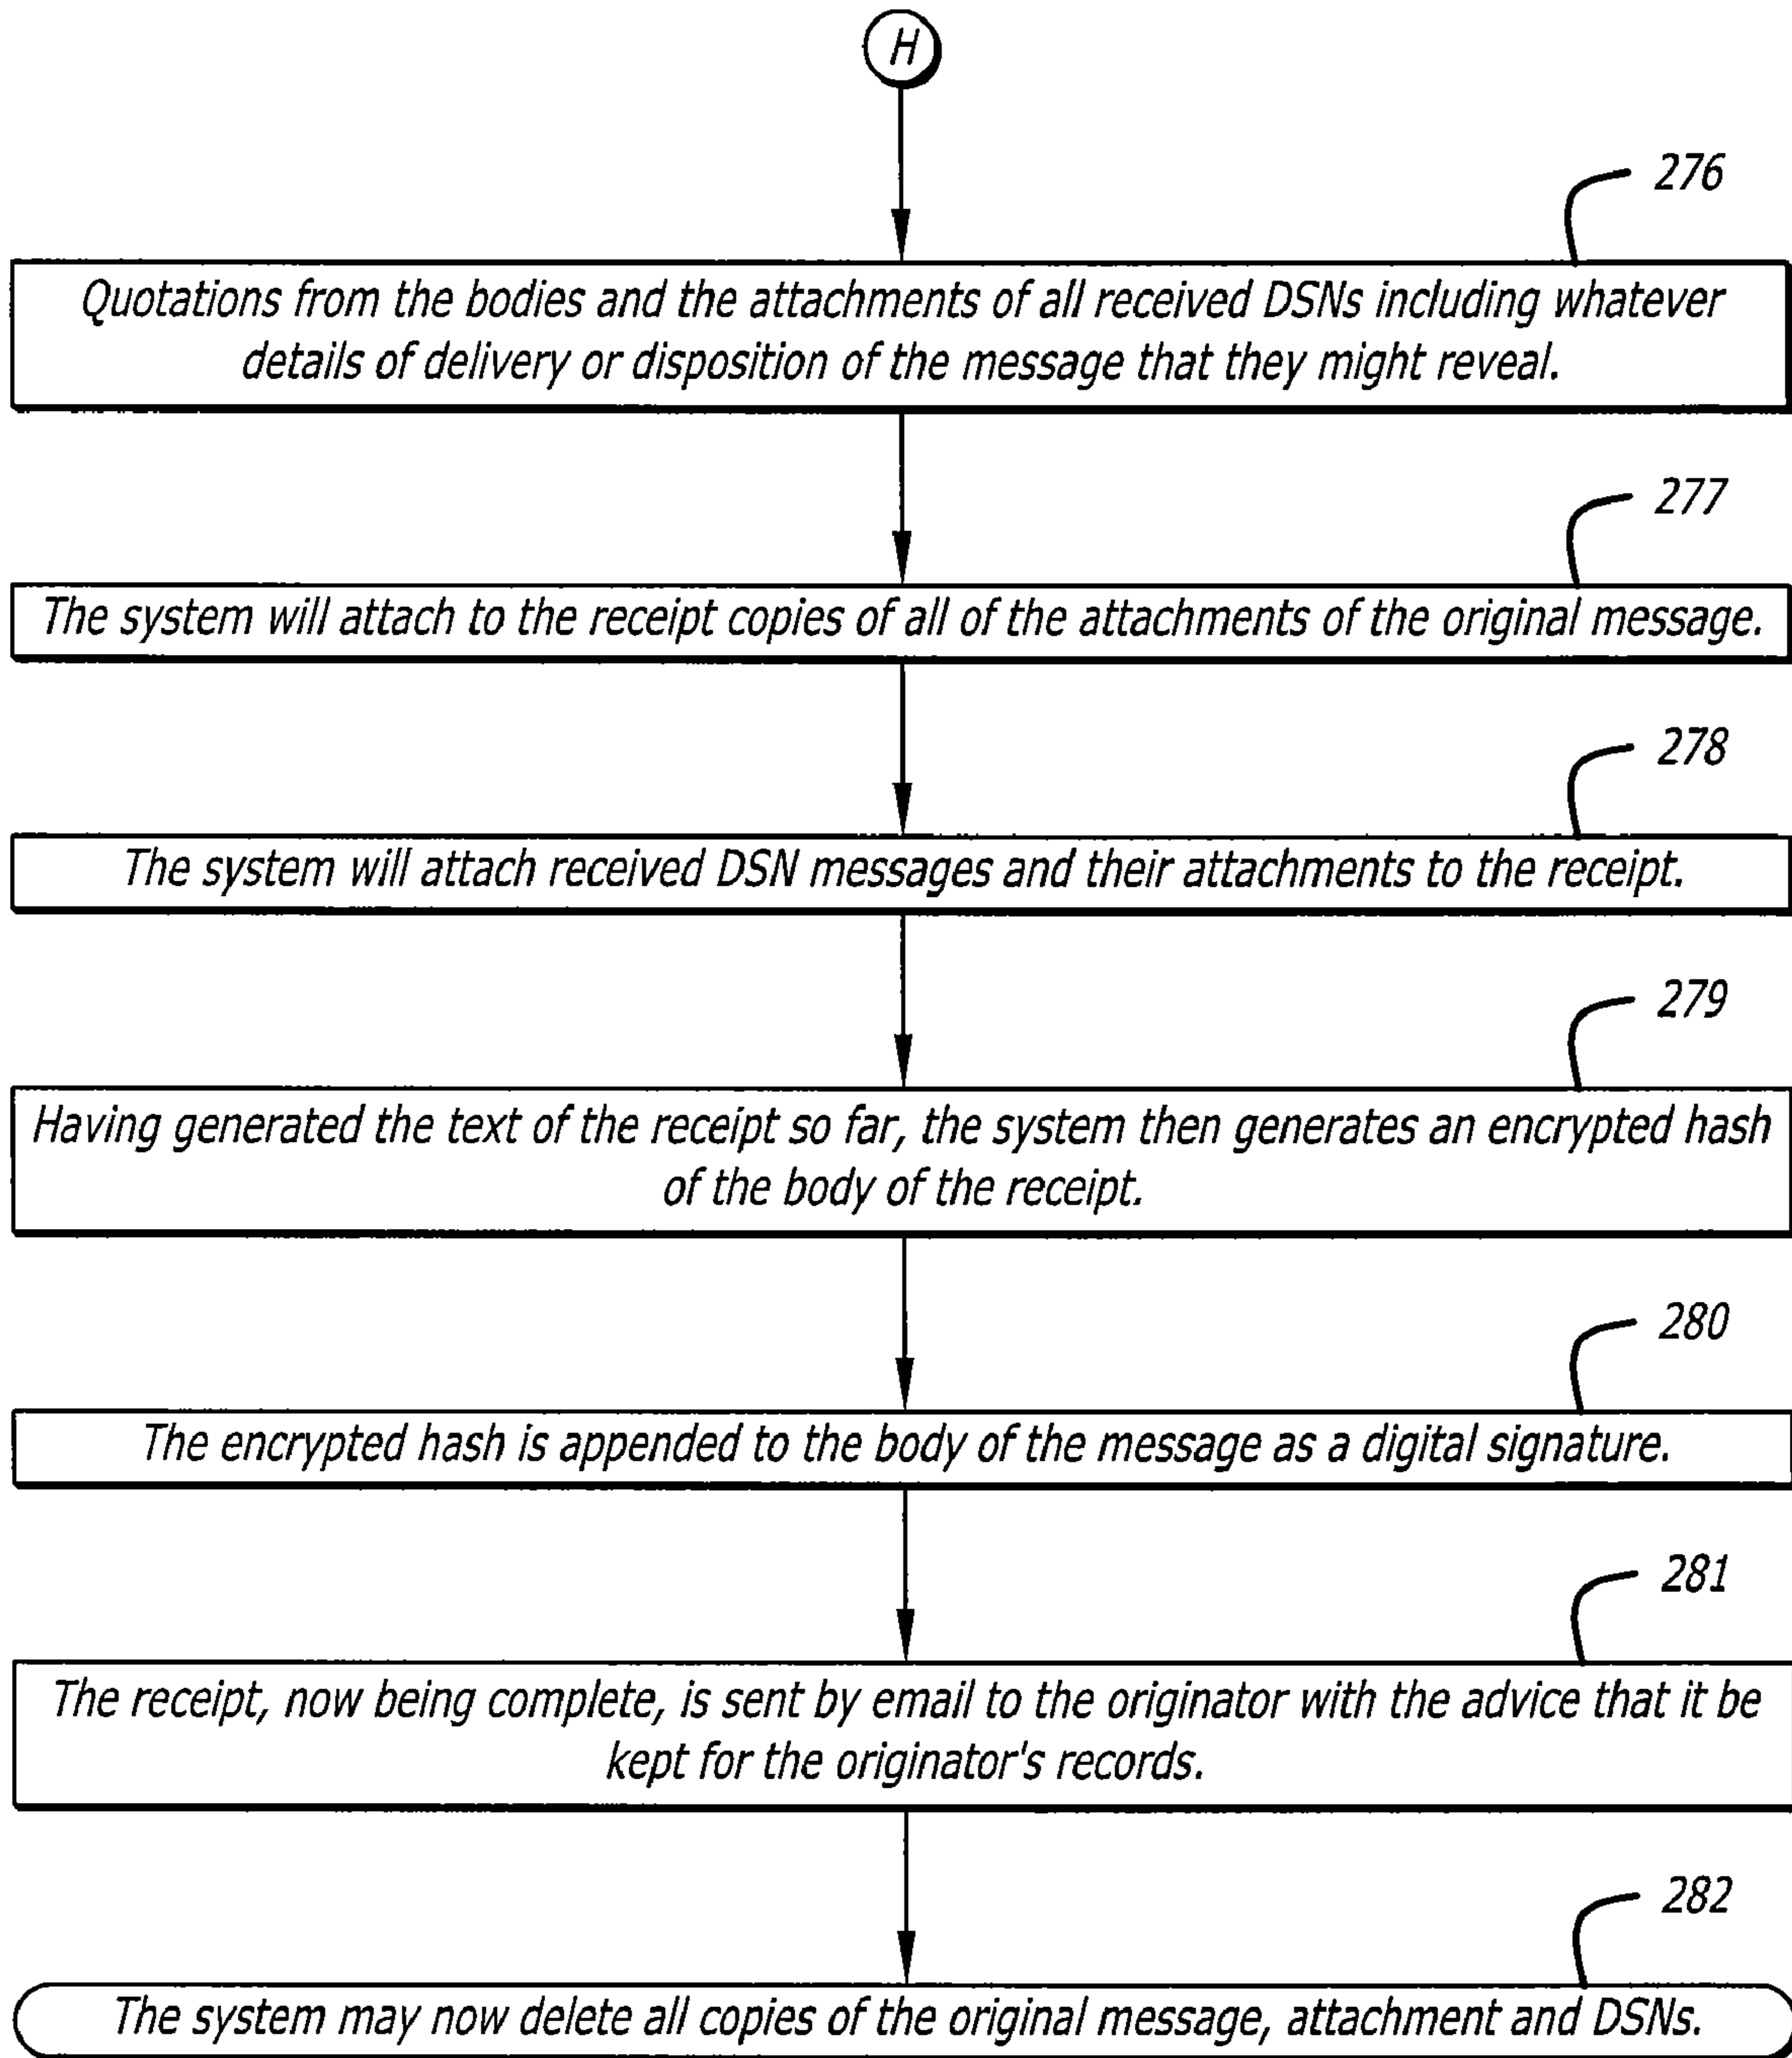 H
276
Quotations from the bodies and the attachments of all received DSNs including whatever
details of delivery or disposition of the message that they might reveal.
277
The system will attach to the receipt copies of all of the attachments of the original message.
278
The system will attach received DSN messages and their attachments to the receipt.
279
Having generated the text of the receipt so far, the system then generates an encrypted hash
of the body of the receipt.
280
The encrypted hash is appended to the body of the message as a digital signature.
281
The receipt, now being complete, is sent by email to the originator with the advice that it be
kept for the originator's records.
282
The system may now delete all copies of the original message, attachment and DSNs.